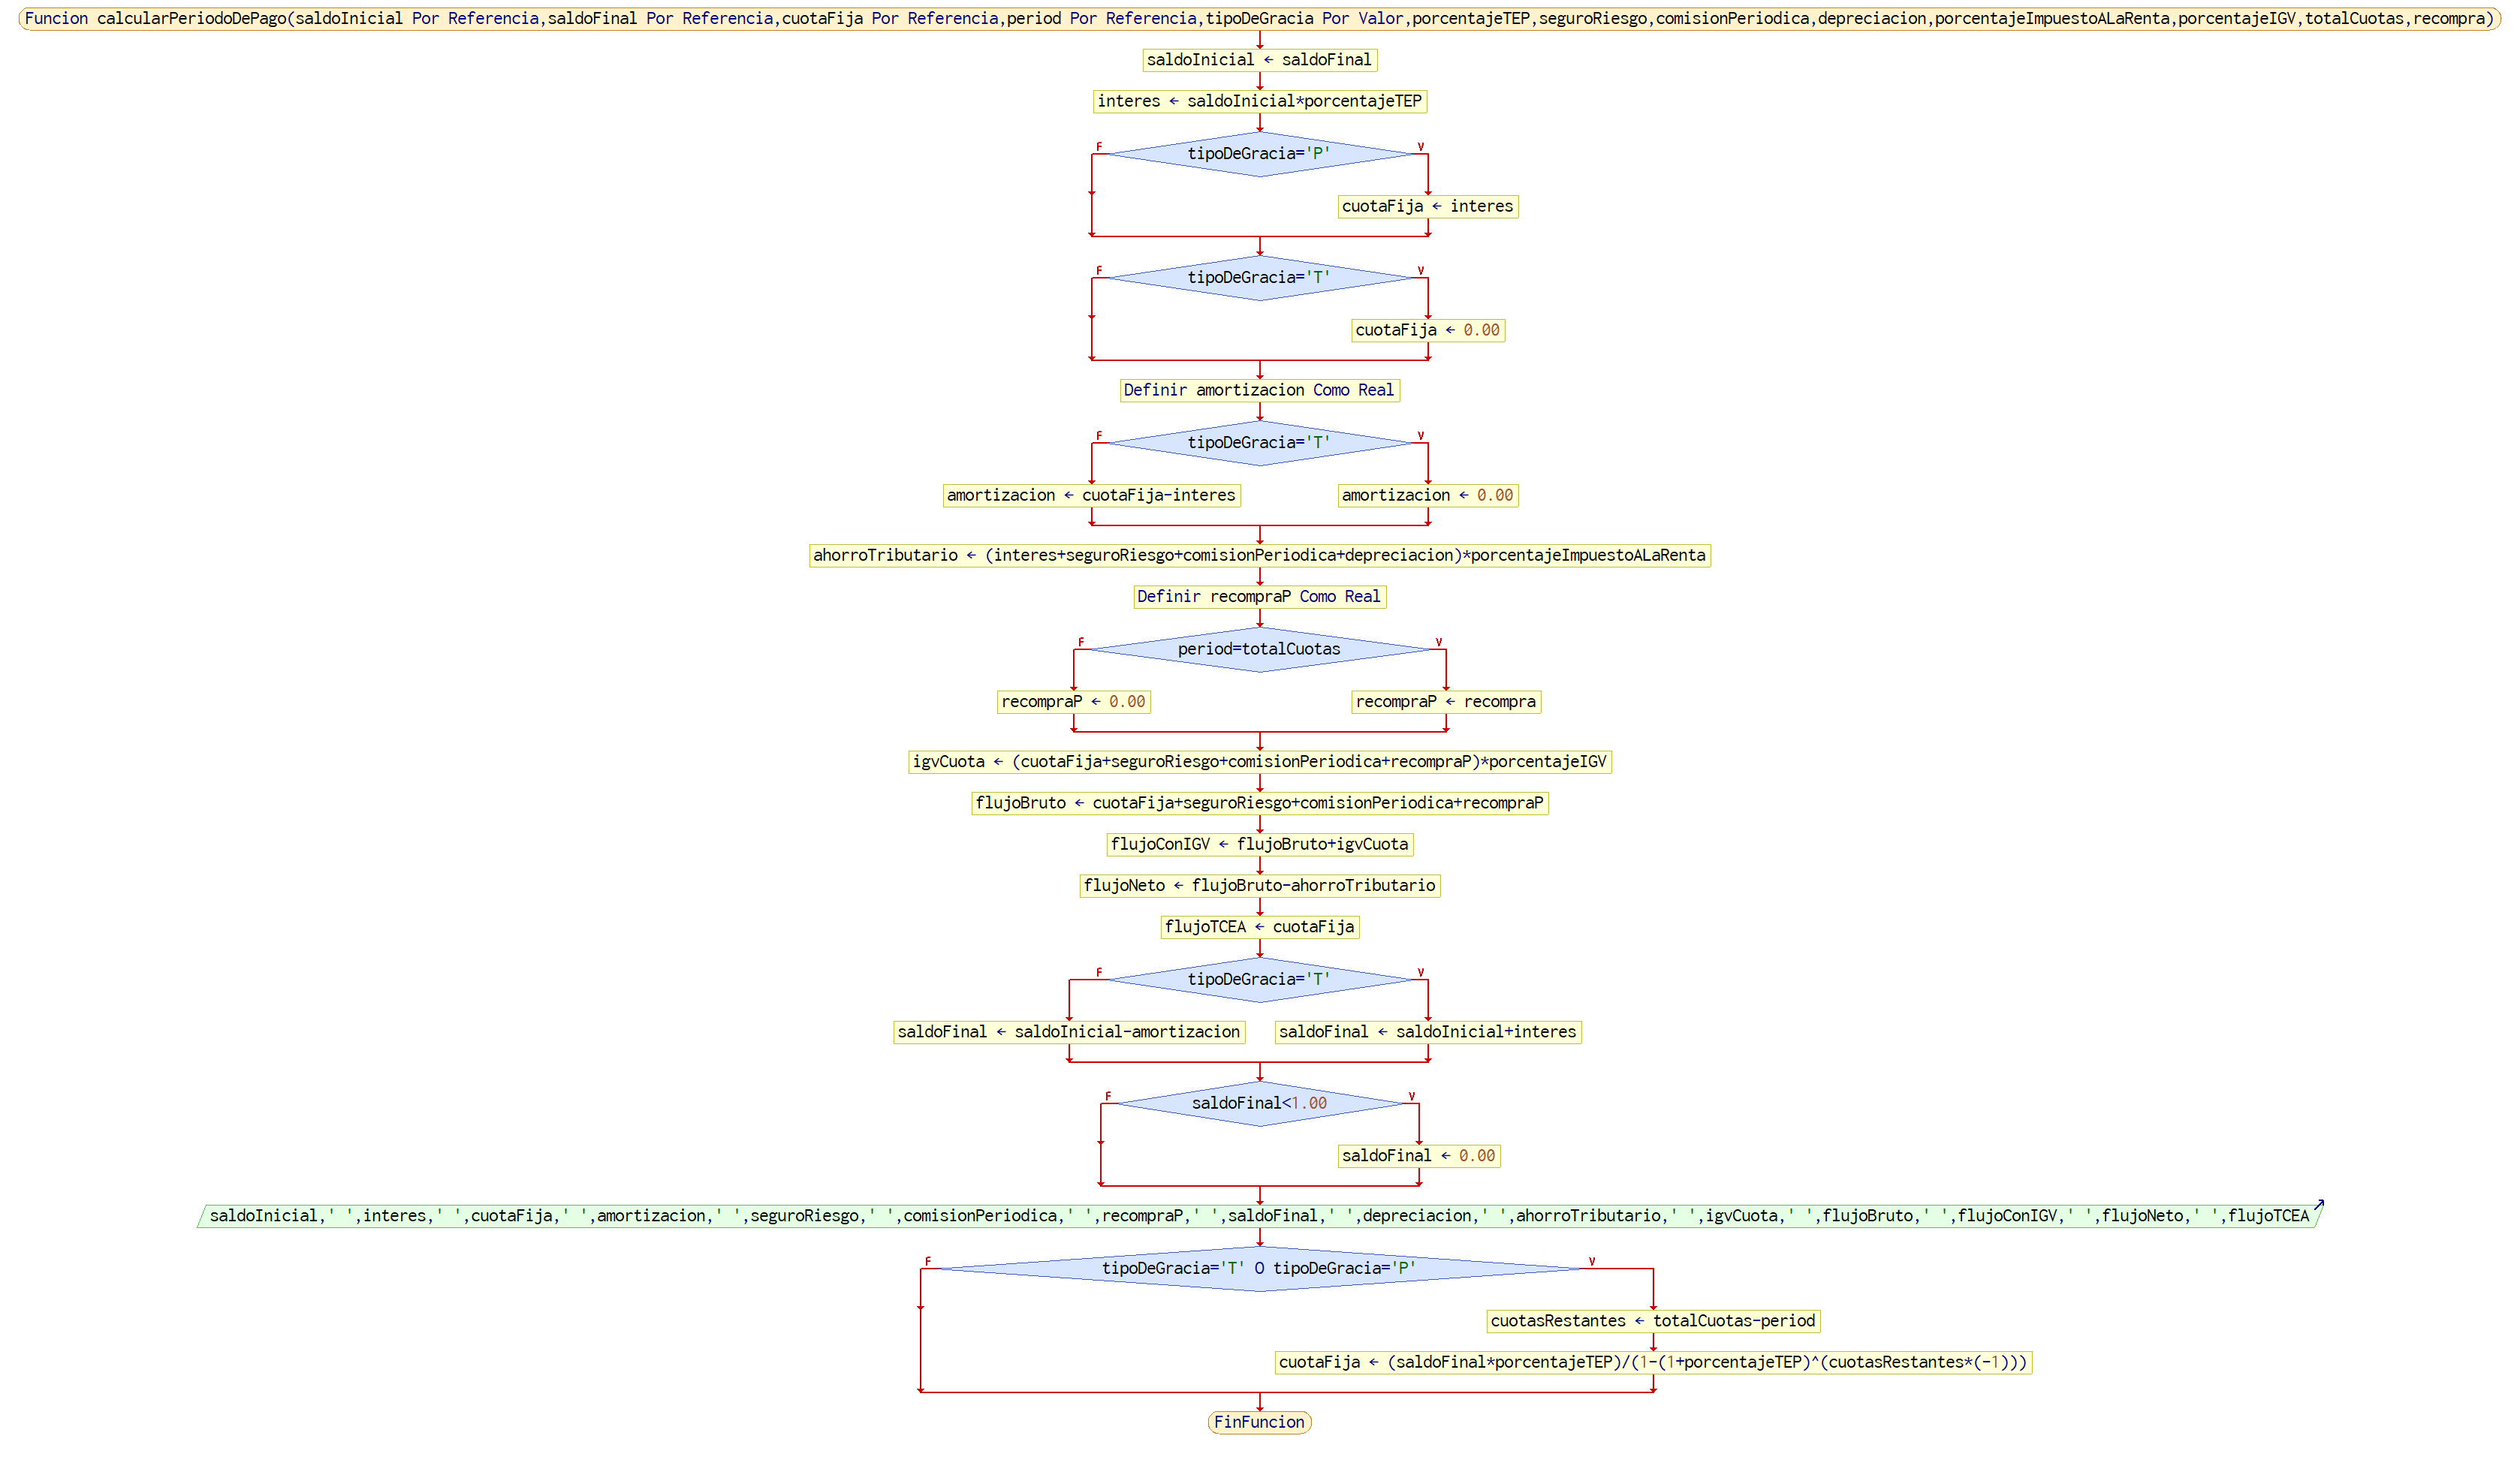 Funcion calcularPeriodoDePago(saldoInicial Por Referencia,saldoFinal Por Referencia,cuotaFija Por Referencia,period Por Referencia,tipoDeGracia Por Valor,porcentajeTEP,seguroRiesgo,comisionPeriodica,depreciacion,porcentajeImpuestoALaRenta,porcentajeIGV,totalCuotas,recompra)
saldoInicial ← saldoFinal
interes ← saldoInicial*porcentajeTEP
F V
tipoDeGracia='P'
cuotaFija ← interes
F V
tipoDeGracia='T'
cuotaFija ← 0.00
Definir amortizacion Como Real
F V
tipoDeGracia='T'
amortizacion ← cuotaFija-interes
amortizacion ← 0.00
ahorroTributario ← (interes+seguroRiesgo+comisionPeriodica+depreciacion)*porcentajeImpuestoALaRenta
Definir recompraP Como Real
F V
period=totalCuotas
recompraP ← 0.00
recompraP ← recompra
igvCuota ← (cuotaFija+seguroRiesgo+comisionPeriodica+recompraP)*porcentajeIGV
flujoBruto ← cuotaFija+seguroRiesgo+comisionPeriodica+recompraP
flujoConIGV ← flujoBruto+igvCuota
flujoNeto ← flujoBruto-ahorroTributario
flujoTCEA ← cuotaFija
F V
tipoDeGracia='T'
saldoFinal ← saldoInicial-amortizacion
saldoFinal ← saldoInicial+interes
F V
saldoFinal<1.00
saldoFinal ← 0.00
saldoInicial,' ',interes,' ',cuotaFija,' ',amortizacion,' ',seguroRiesgo,' ',comisionPeriodica,' ',recompraP,' ',saldoFinal,' ',depreciacion,' ',ahorroTributario,' ',igvCuota,' ',flujoBruto,' ',flujoConIGV,' ',flujoNeto,' ',flujoTCEA
F V
tipoDeGracia='T' O tipoDeGracia='P'
cuotasRestantes ← totalCuotas-period
cuotaFija ← (saldoFinal*porcentajeTEP)/(1-(1+porcentajeTEP)^(cuotasRestantes*(-1)))
FinFuncion